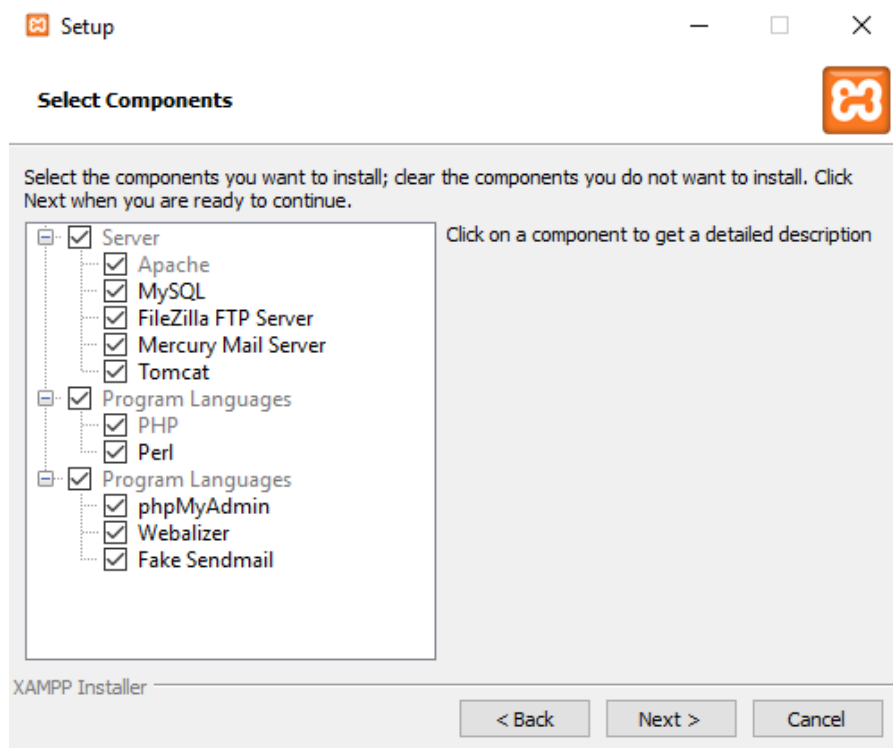 Setup
Select Components
Select the components you want to install; clear the components you do not want to install. Click
Next when you are ready to continue.
Server
Apache
MySQL
FileZilla FTP Server
Mercury Mail Server
Tomcat
Program Languages
PHP
Perl
Program Languages
phpMyAdmin
Webalizer
Fake Sendmail
Click on a component to get a detailed description
XAMPP Installer
< Back
Next >
Cancel